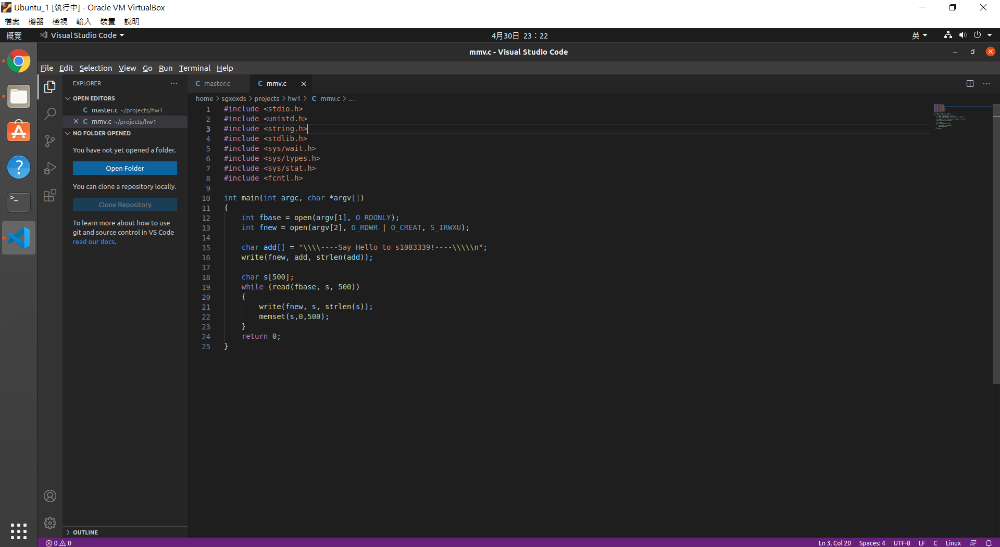 Ubuntu_1 [執行中] - Oracle VM VirtualBox
檔案 機器 檢視 輸入 裝置 說明
概覽 Visual Studio Code 4月30日 23：22 英
mmv.c - Visual Studio Code
File Edit Selection View Go Run Terminal Help
EXPLORER ···
OPEN EDITORS
master.c ~/projects/hw1
mmv.c ~/projects/hw1
NO FOLDER OPENED
You have not yet opened a folder.
Open Folder
You can clone a repository locally.
Clone Repository
To learn more about how to use
git and source control in VS Code
read our docs.
OUTLINE
C master.c C mmv.c
home > sgxoxds > projects > hw1 > C mmv.c > ...
1 #include <stdio.h>
2 #include <unistd.h>
3 #include <string.h>
4 #include <stdlib.h>
5 #include <sys/wait.h>
6 #include <sys/types.h>
7 #include <sys/stat.h>
8 #include <fcntl.h>
9
10 int main(int argc, char *argv[])
11 {
12     int fbase = open(argv[1], O_RDONLY);
13     int fnew = open(argv[2], O_RDWR | O_CREAT, S_IRWXU);
14
15     char add[] = "\\\\----Say Hello to s1083339!----\\\\\n";
16     write(fnew, add, strlen(add));
17
18     char s[500];
19     while (read(fbase, s, 500))
20     {
21         write(fnew, s, strlen(s));
22         memset(s,0,500);
23     }
24     return 0;
25 }
0 0 Ln 3, Col 20 Spaces: 4 UTF-8 LF C Linux